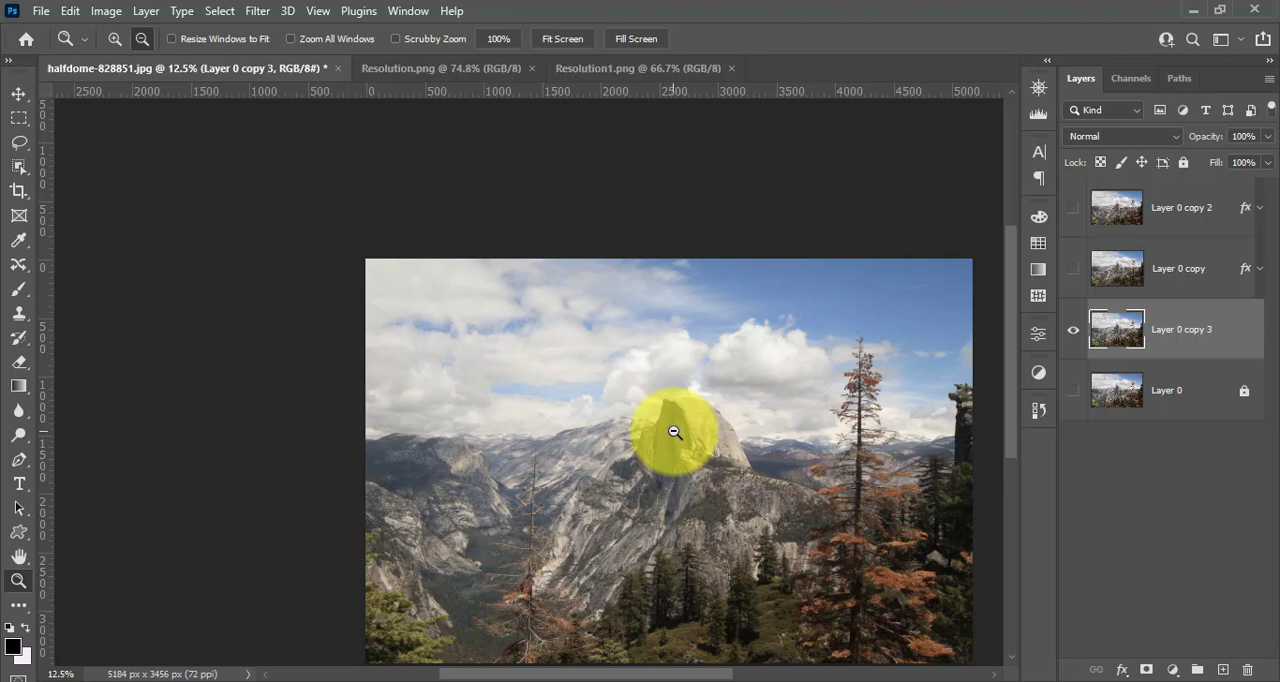 Ps File Edit Image Layer Type Select Filter 3D View Plugins Window Help
Resize Windows to Fit Zoom All Windows Scrubby Zoom 100% Fit Screen Fill Screen
halfdome-828851.jpg @ 12.5% (Layer 0 copy 3, RGB/8#) * × Resolution.png @ 74.8% (RGB/8) × Resolution1.png @ 66.7% (RGB/8) ×
Layers Channels Paths
2500 2000 1500 1000 500 0 500 1000 1500 2000 2500 3000 3500 4000 4500 5000
Kind
Normal Opacity: 100%
Lock: Fill: 100%
Layer 0 copy 2 fx
Layer 0 copy fx
Layer 0 copy 3
Layer 0
12.5% 5184 px x 3456 px (72 ppi)
fx